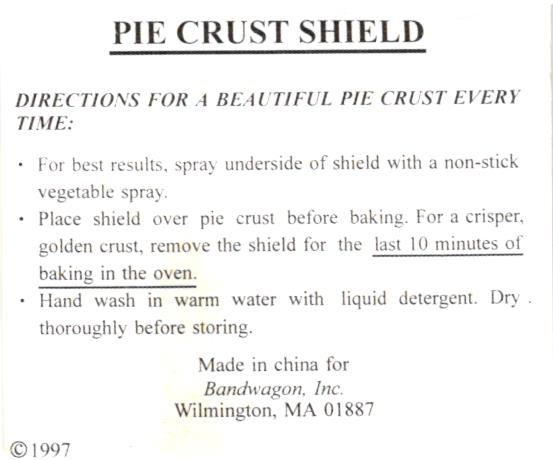 PIE CRUST SHIELD
DIRECTIONS FOR A BEAUTIFUL PIE CRUST EVERY
TIME:
• For best results, spray underside of shield with a non-stick
vegetable spray.
• Place shield over pie crust before baking. For a crisper,
golden crust, remove the shield for the last 10 minutes of
baking in the oven.
• Hand wash in warm water with liquid detergent. Dry .
thoroughly before storing.
Made in china for
Bandwagon, Inc.
Wilmington, MA 01887
©1997